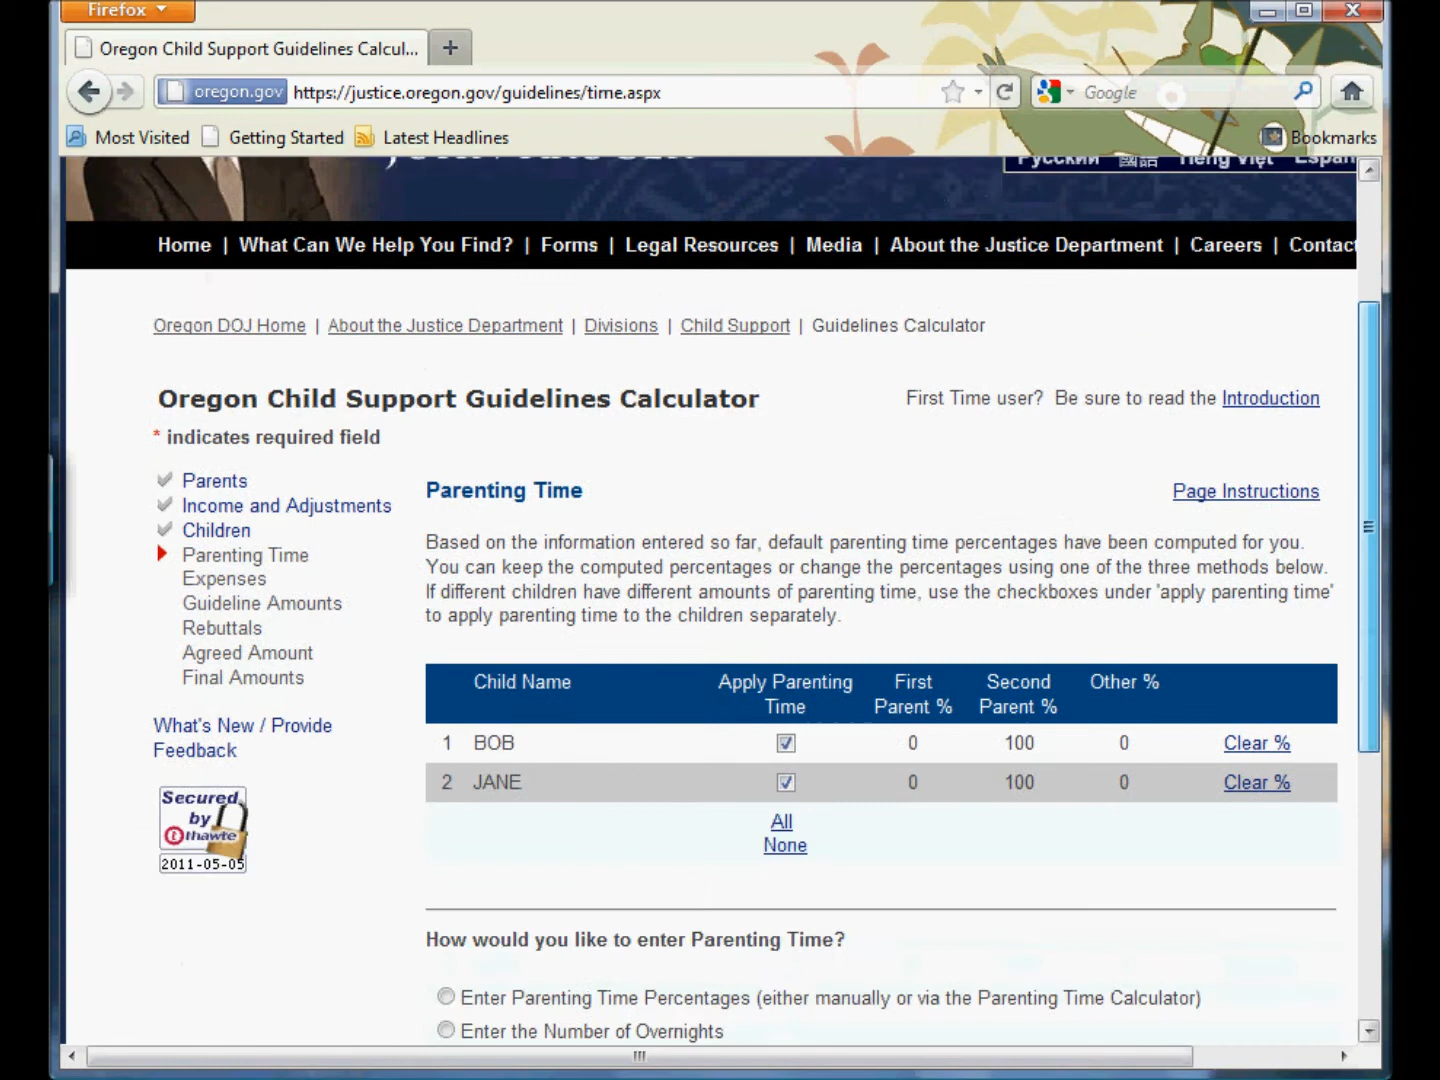 Firefox
Oregon Child Support Guidelines Calcul...
oregon.gov https://justice.oregon.gov/guidelines/time.aspx
Google
Most Visited Getting Started Latest Headlines Bookmarks
Русский 國語 Tiếng Việt
Home | What Can We Help You Find? | Forms | Legal Resources | Media | About the Justice Department | Careers | Contact
Oregon DOJ Home | About the Justice Department | Divisions | Child Support | Guidelines Calculator
Oregon Child Support Guidelines Calculator
First Time user? Be sure to read the Introduction
* indicates required field
Parents
Income and Adjustments
Children
Parenting Time
Expenses
Guideline Amounts
Rebuttals
Agreed Amount
Final Amounts
What's New / Provide
Feedback
Secured
by
thawte
2011-05-05
Parenting Time
Page Instructions
Based on the information entered so far, default parenting time percentages have been computed for you.
You can keep the computed percentages or change the percentages using one of the three methods below.
If different children have different amounts of parenting time, use the checkboxes under 'apply parenting time'
to apply parenting time to the children separately.
Child Name Apply Parenting First Second Other %
Time Parent % Parent %
1 BOB 0 100 0 Clear %
2 JANE 0 100 0 Clear %
All
None
How would you like to enter Parenting Time?
Enter Parenting Time Percentages (either manually or via the Parenting Time Calculator)
Enter the Number of Overnights